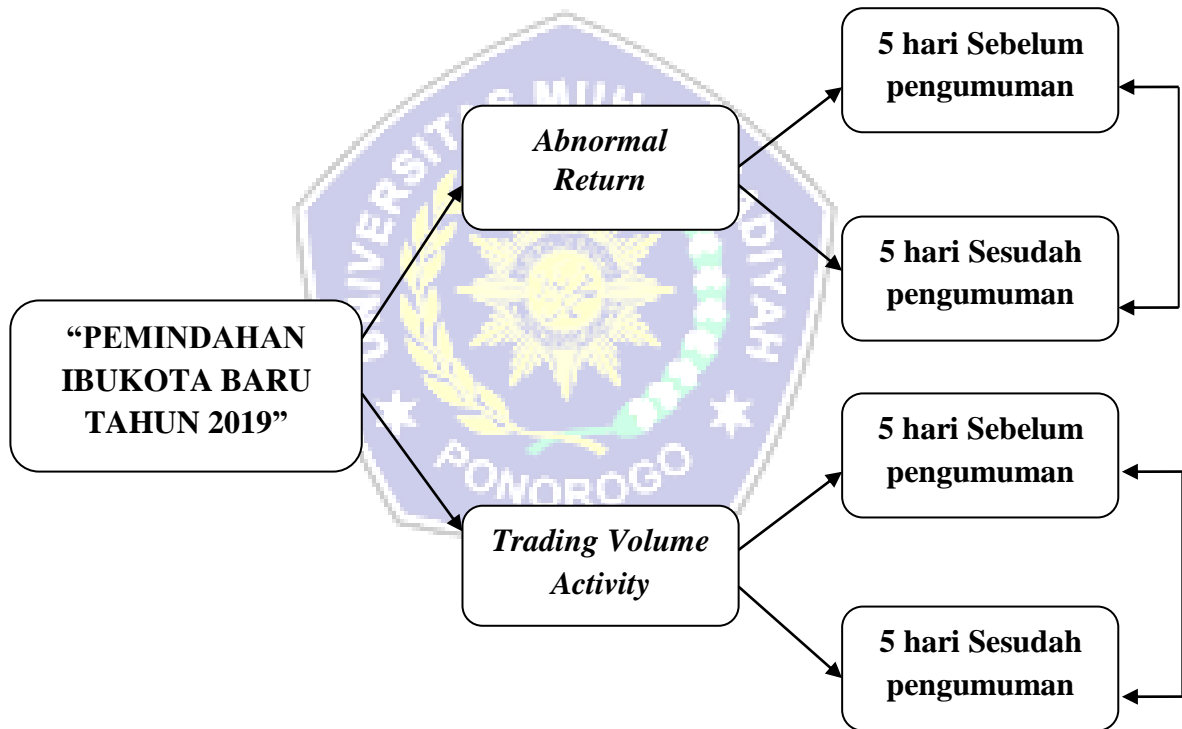 5 hari Sebelum
pengumuman
Abnormal
Return
5 hari Sesudah
pengumuman
“PEMINDAHAN
IBUKOTA BARU
TAHUN 2019”
5 hari Sebelum
pengumuman
Trading Volume
Activity
5 hari Sesudah
pengumuman
PONOROGO